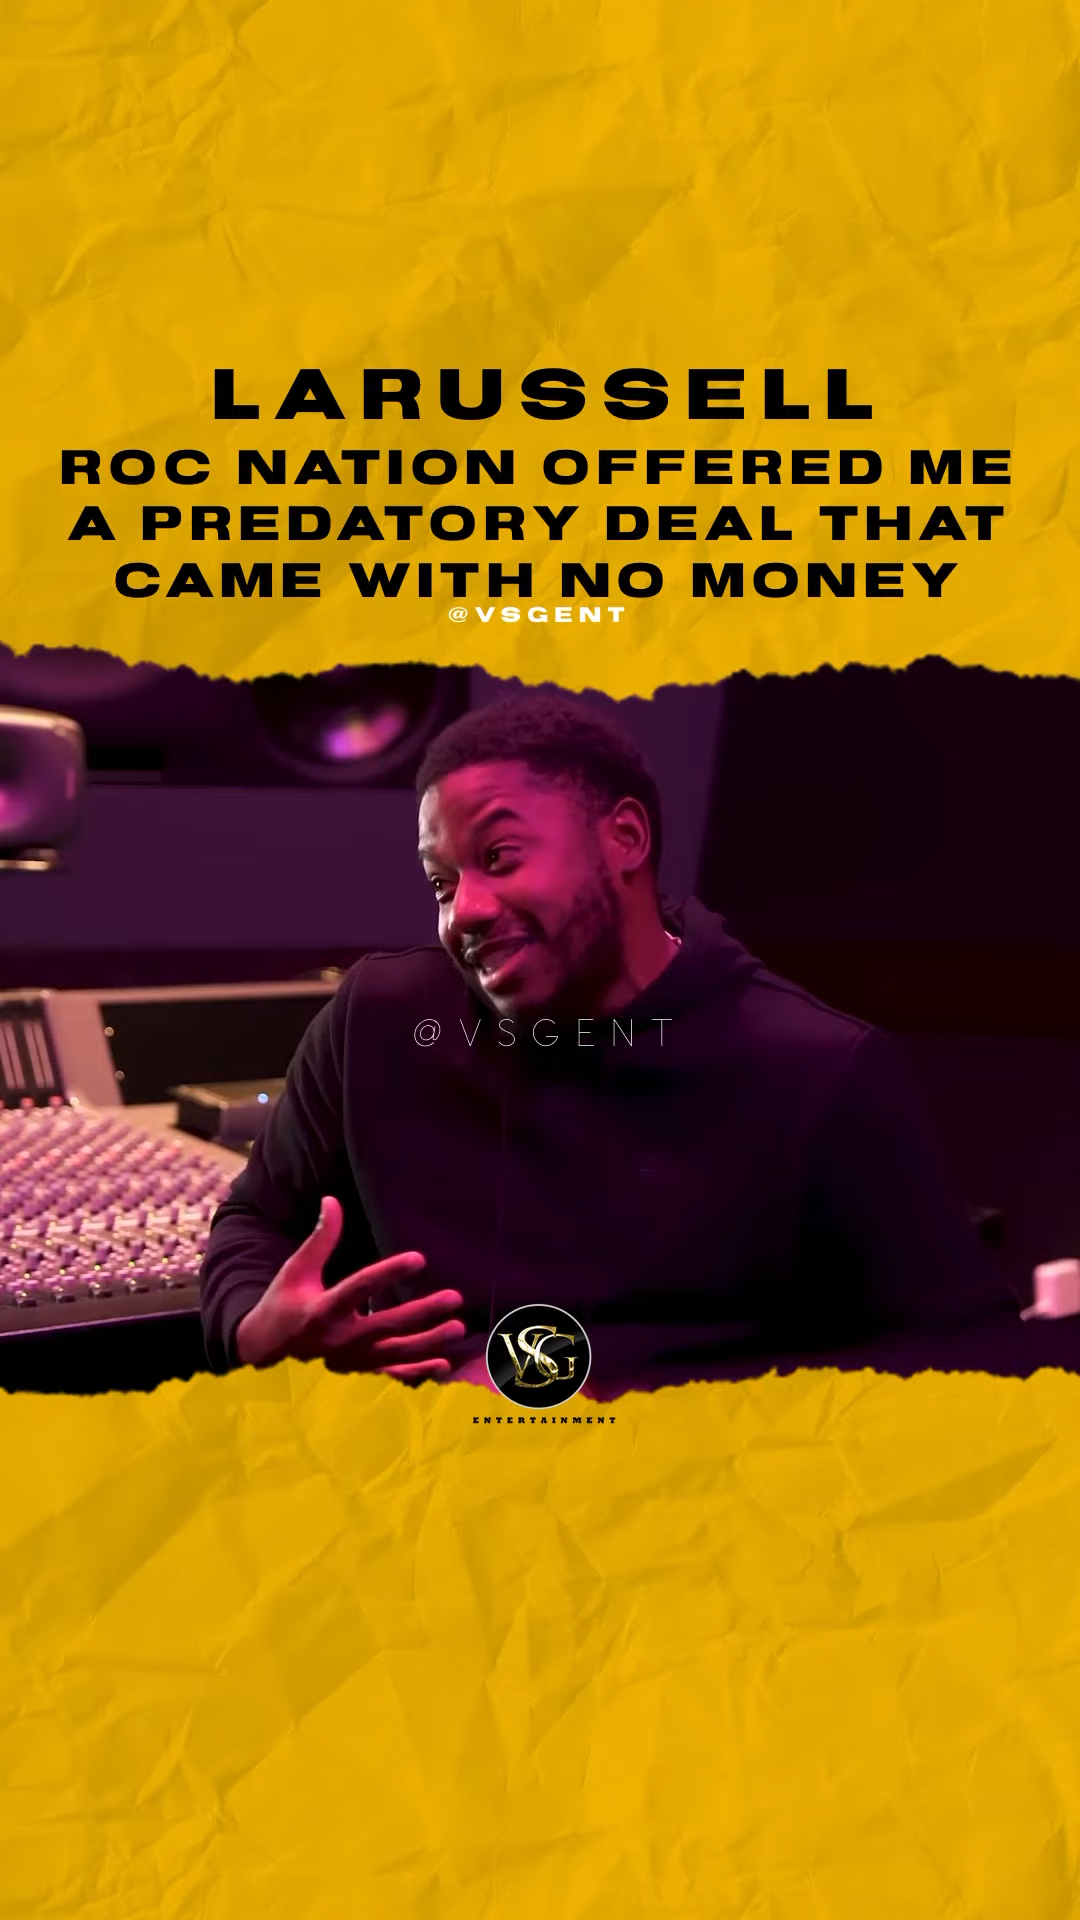 LARUSSELL
ROC NATION OFFERED ME
A PREDATORY DEAL THAT
CAME WITH NO MONEY
@VSGENT
@VSGENT
VSG
ENTERTAINMENT